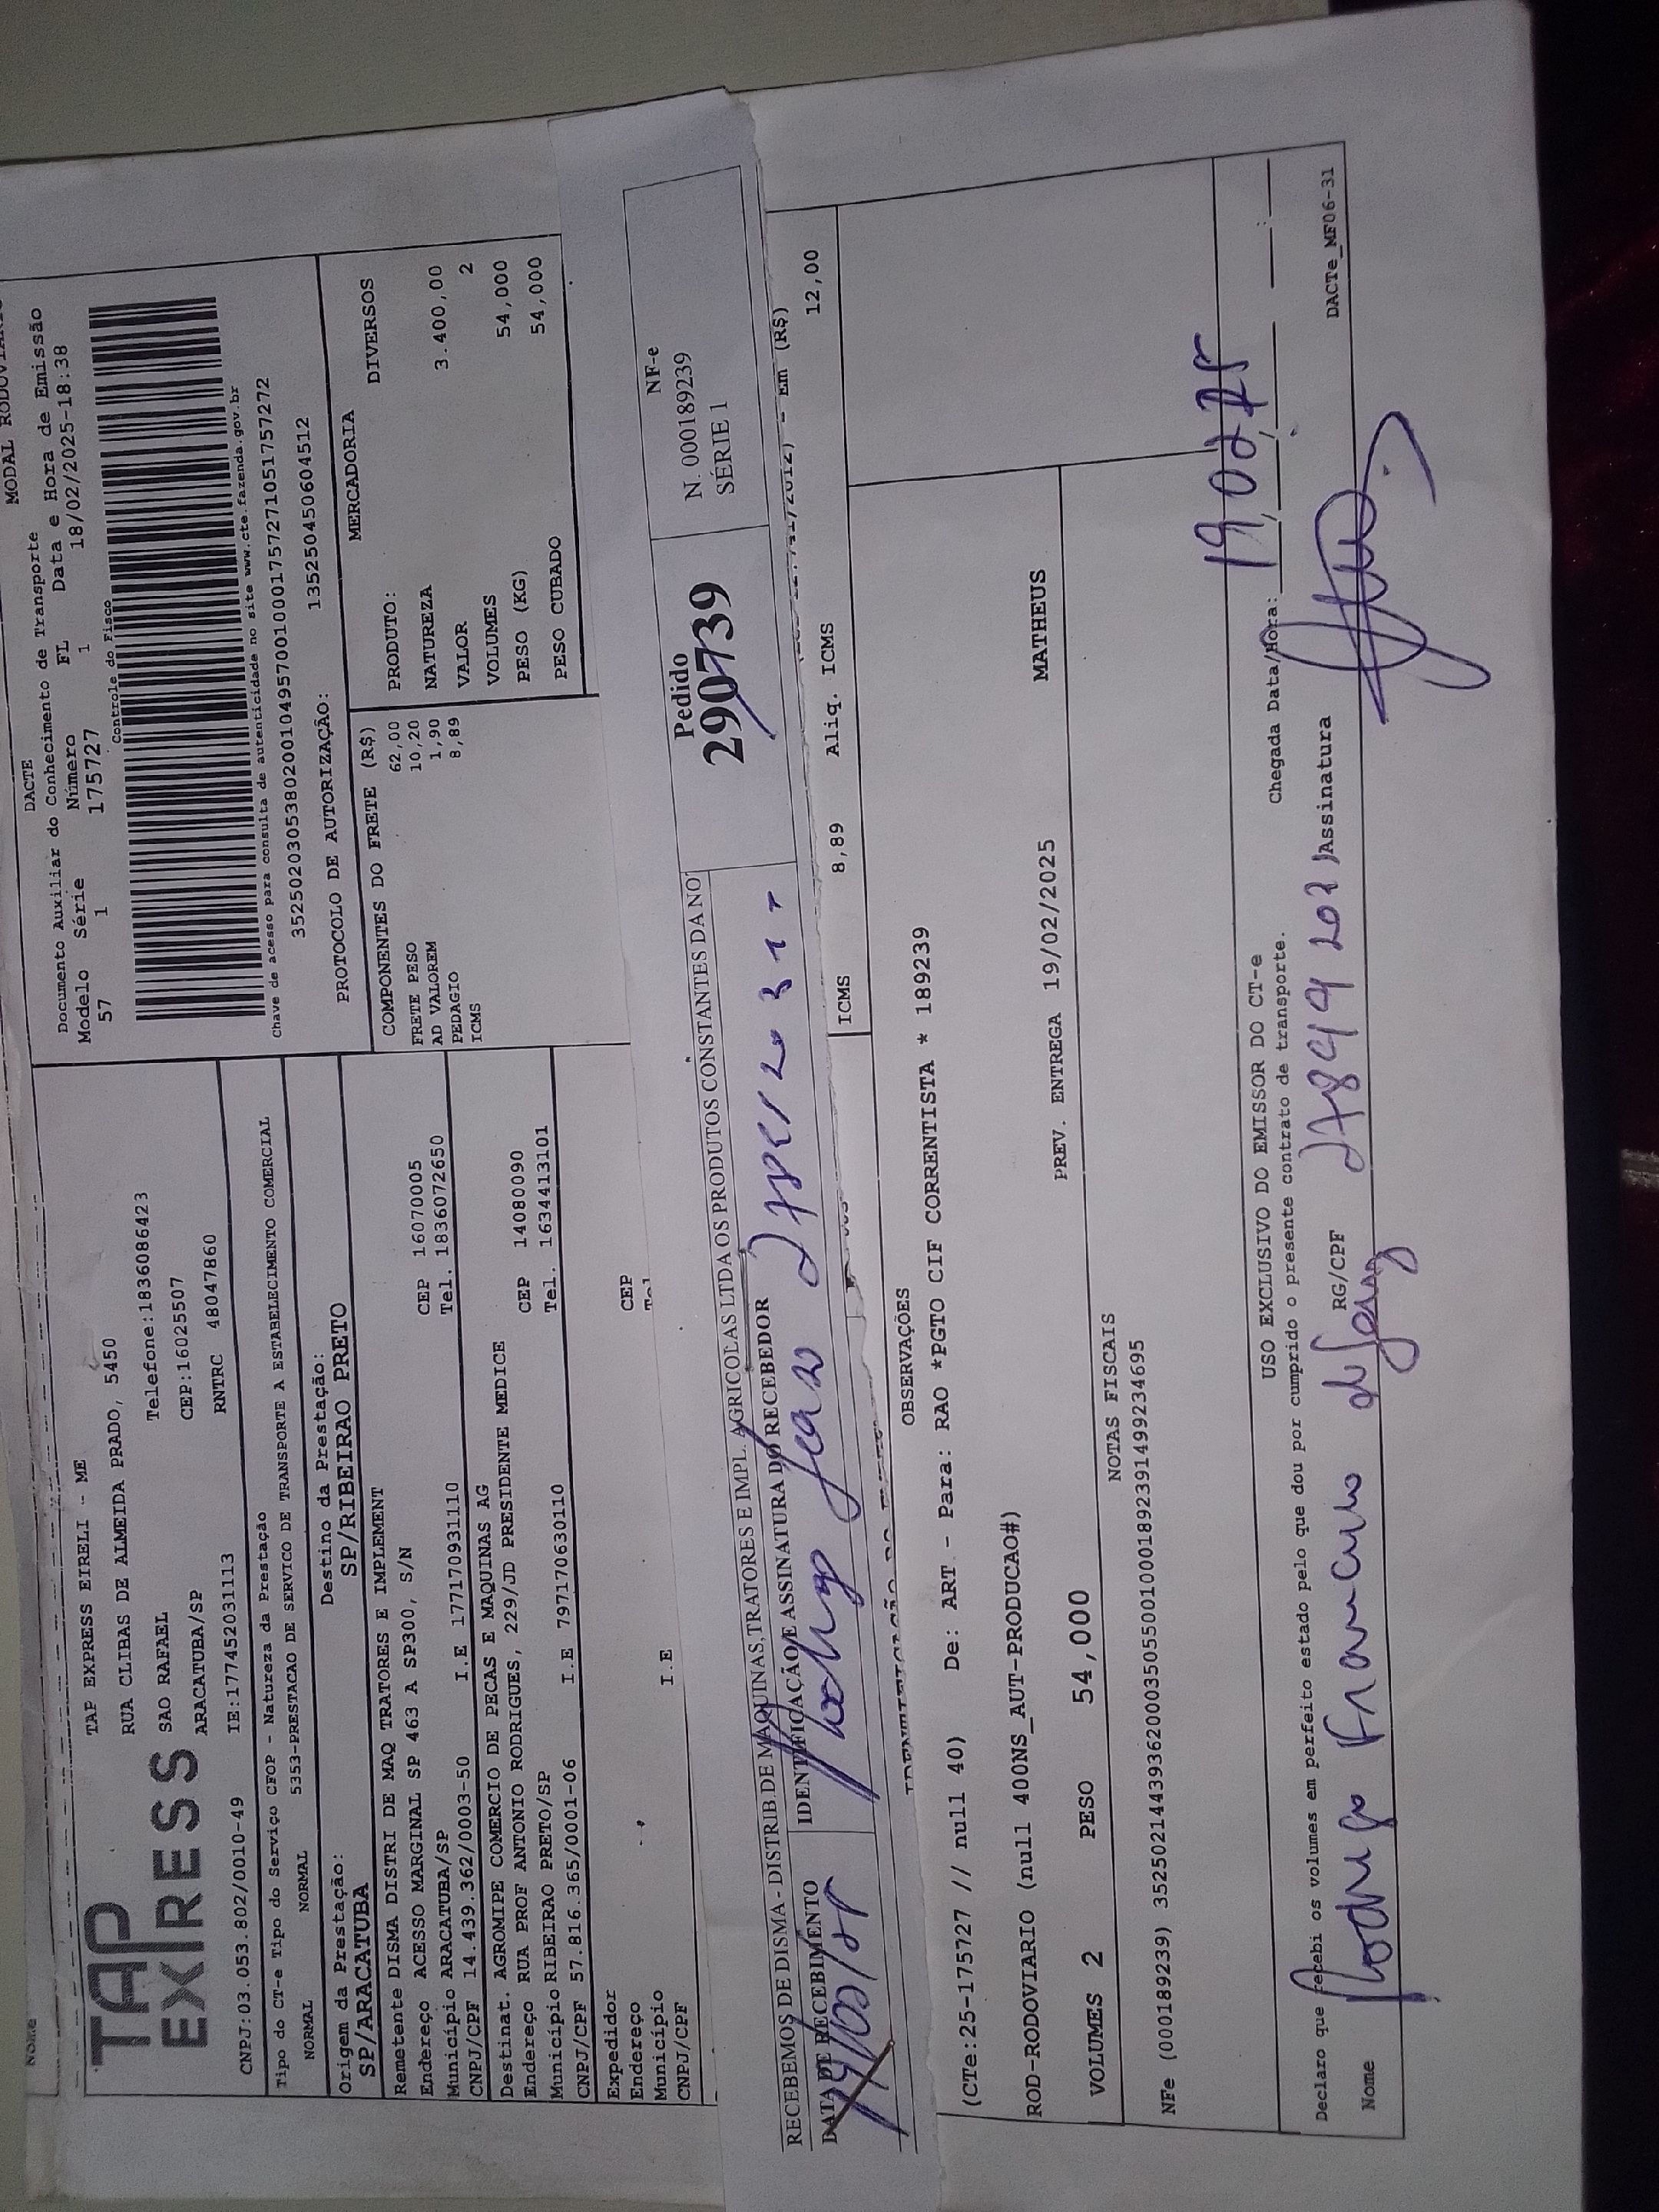 MODAL RODOVIARIO
DACTE
Documento Auxiliar do Conhecimento de Transporte
Modelo Série Número FL Data e Hora de Emissão
57 1 175727 1 18/02/2025-18:38
Controle do Fisco
Chave de acesso para consulta de autenticidade no site www.cte.fazenda.gov.br
35250203053802001049570010001757271051757272
PROTOCOLO DE AUTORIZAÇÃO: 135250450604512
Nome
TAP EXPRESS
TAP EXPRESS EIRELI - ME
RUA CLIBAS DE ALMEIDA PRADO, 5450
SAO RAFAEL Telefone:1836086423
ARACATUBA/SP CEP:16025507
CNPJ:03.053.802/0010-49 IE:177452031113 RNTRC 48047860
Tipo do CT-e Tipo do Serviço CFOP - Natureza da Prestação
NORMAL NORMAL 5353-PRESTACAO DE SERVICO DE TRANSPORTE A ESTABELECIMENTO COMERCIAL
Origem da Prestação: Destino da Prestação:
SP/ARACATUBA SP/RIBEIRAO PRETO
Remetente DISMA DISTRI DE MAQ TRATORES E IMPLEMENT
Endereço ACESSO MARGINAL SP 463 A SP300, S/N CEP 16070005
Município ARACATUBA/SP Tel. 1836072650
CNPJ/CPF 14.439.362/0003-50 I.E 177170931110
Destinat. AGROMIPE COMERCIO DE PECAS E MAQUINAS AG
Endereço RUA PROF ANTONIO RODRIGUES, 229/JD PRESIDENTE MEDICE CEP 14080090
Município RIBEIRAO PRETO/SP Tel. 1634413101
CNPJ/CPF 57.816.365/0001-06 I.E 797170630110
Expedidor
Endereço CEP
Município Tel
CNPJ/CPF I.E
COMPONENTES DO FRETE (R$)
FRETE PESO 62,00
AD VALOREM 10,20
PEDAGIO 1,90
ICMS 8,89
MERCADORIA
PRODUTO: DIVERSOS
NATUREZA
VALOR 3.400,00
VOLUMES 2
PESO (KG) 54,000
PESO CUBADO 54,000
RECEBEMOS DE DISMA - DISTRIB.DE MAQUINAS,TRATORES E IMPL. AGRICOLAS LTDA OS PRODUTOS CONSTANTES DA NO
DATA DE RECEBIMENTO IDENTIFICAÇÃO E ASSINATURA DO RECEBEDOR
Pedido
290739
NF-e
N. 000189239
SÉRIE 1
Em (R$)
ICMS 8,89 Aliq. ICMS 12,00
OBSERVAÇÕES
(CTe:25-175727 // null 40) De: ART - Para: RAO *PGTO CIF CORRENTISTA * 189239
ROD-RODOVIARIO (null 400NS_AUT-PRODUCAO#)
PREV. ENTREGA 19/02/2025 MATHEUS
VOLUMES 2 PESO 54,000
NOTAS FISCAIS
NFe (000189239) 35250214439362000350550010001892391499234695
USO EXCLUSIVO DO EMISSOR DO CT-e
Declaro que recebi os volumes em perfeito estado pelo que dou por cumprido o presente contrato de transporte.
Chegada Data/Hora: 19/02/25
Nome Rodrigo Francisco de RG/CPF Assinatura
DACTe_MF06-31